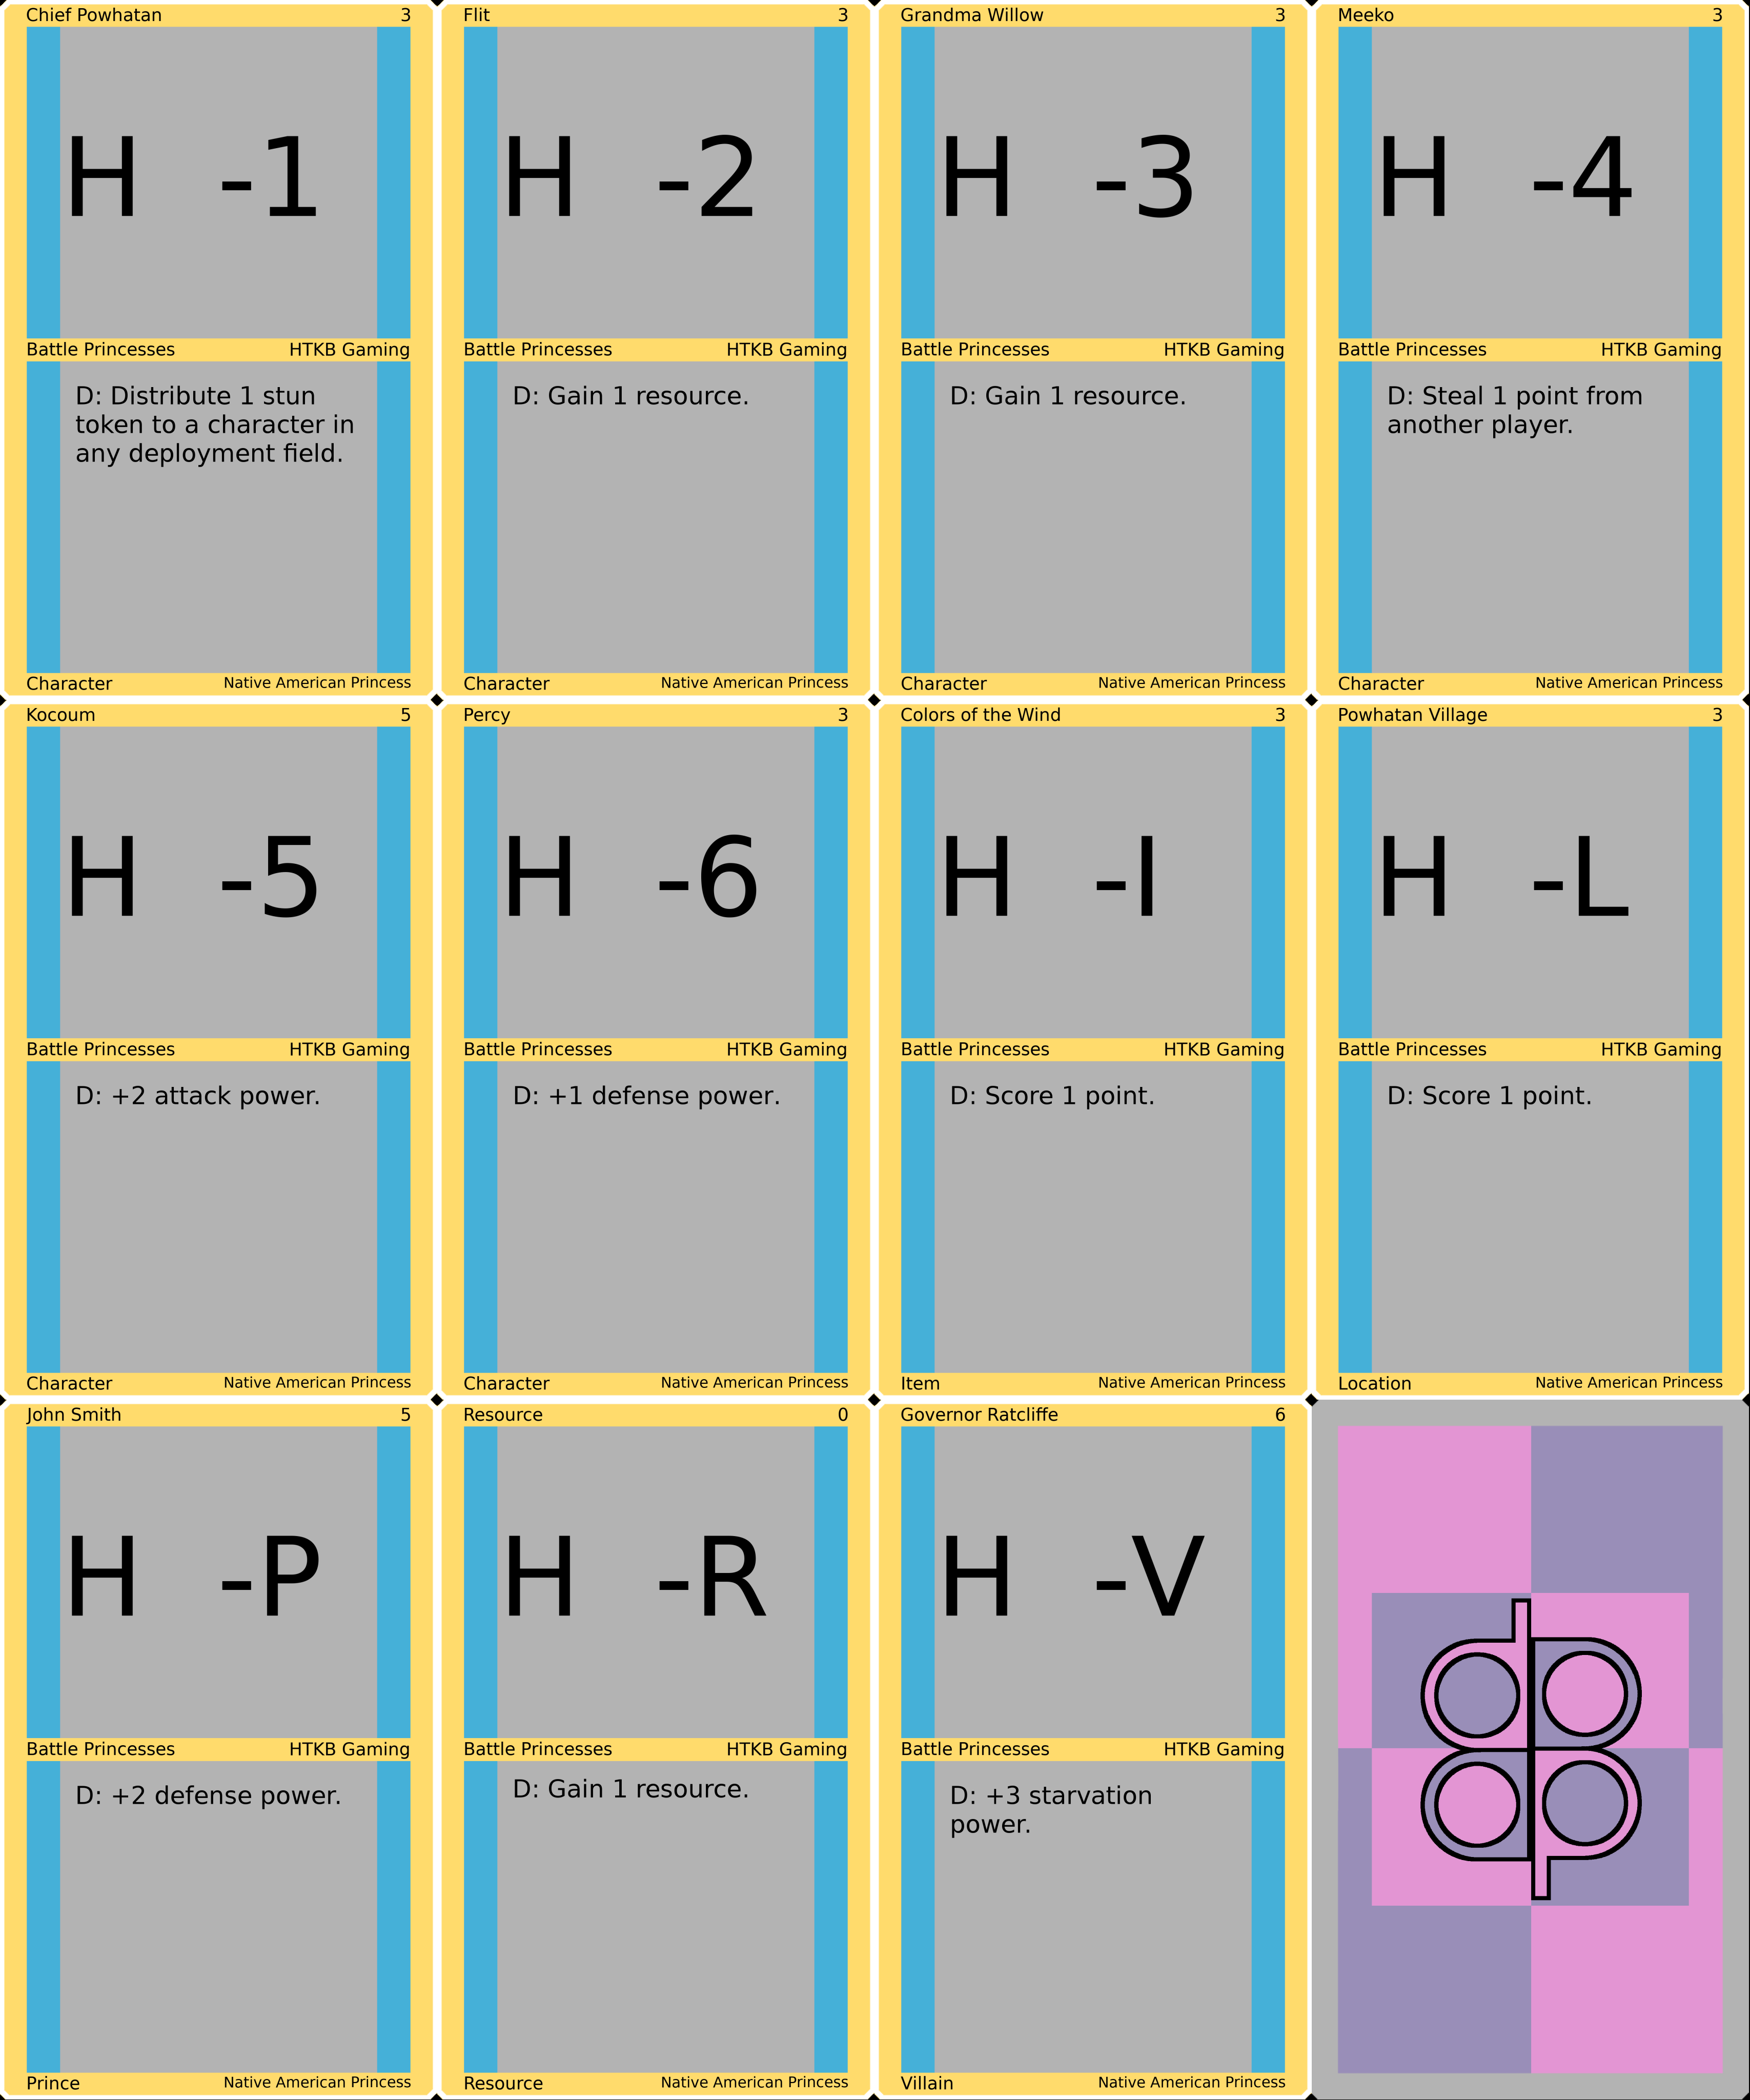 Chief Powhatan 3
H -1
Battle Princesses HTKB Gaming
D: Distribute 1 stun
token to a character in
any deployment field.
Character Native American Princess
Flit 3
H -2
Battle Princesses HTKB Gaming
D: Gain 1 resource.
Character Native American Princess
Grandma Willow 3
H -3
Battle Princesses HTKB Gaming
D: Gain 1 resource.
Character Native American Princess
Meeko 3
H -4
Battle Princesses HTKB Gaming
D: Steal 1 point from
another player.
Character Native American Princess
Kocoum 5
H -5
Battle Princesses HTKB Gaming
D: +2 attack power.
Character Native American Princess
Percy 3
H -6
Battle Princesses HTKB Gaming
D: +1 defense power.
Character Native American Princess
Colors of the Wind 3
H -I
Battle Princesses HTKB Gaming
D: Score 1 point.
Item Native American Princess
Powhatan Village 3
H -L
Battle Princesses HTKB Gaming
D: Score 1 point.
Location Native American Princess
John Smith 5
H -P
Battle Princesses HTKB Gaming
D: +2 defense power.
Prince Native American Princess
Resource 0
H -R
Battle Princesses HTKB Gaming
D: Gain 1 resource.
Resource Native American Princess
Governor Ratcliffe 6
H -V
Battle Princesses HTKB Gaming
D: +3 starvation
power.
Villain Native American Princess